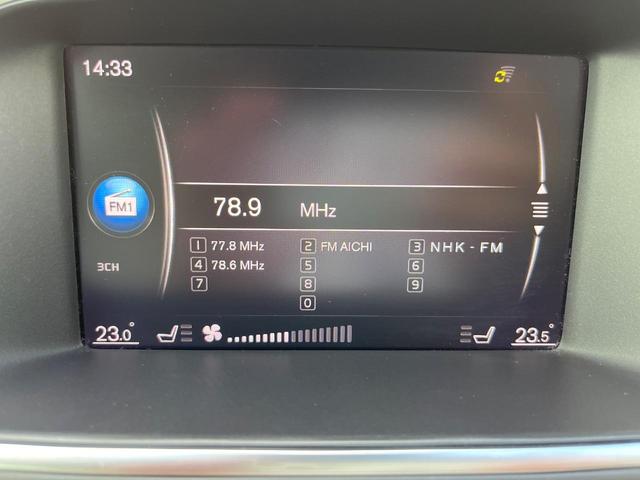 14:33
78.9 MHz
FM1
1 77.8 MHz 2 FM AICHI 3 NHK - FM
4 78.6 MHz 5 6
3CH
7 8 9
0
23.0° 23.5°